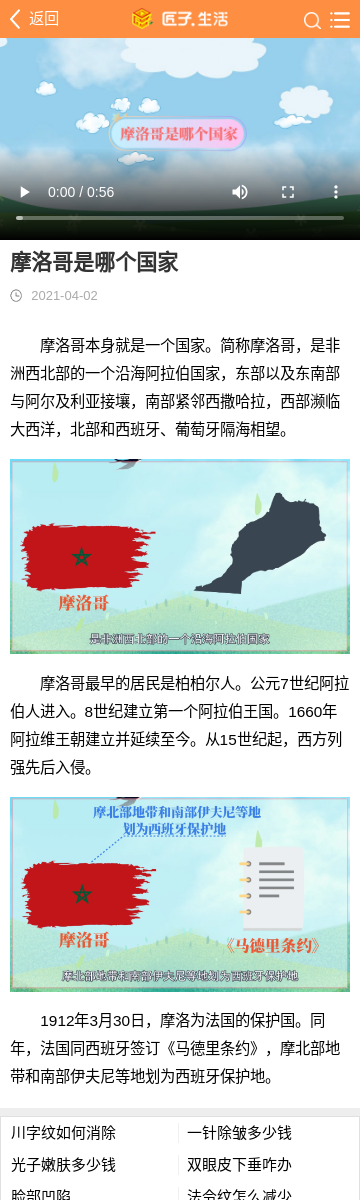 返回
匠子.生活
摩洛哥是哪个国家
0:00 / 0:56
摩洛哥是哪个国家
2021-04-02
摩洛哥本身就是一个国家。简称摩洛哥，是非
洲西北部的一个沿海阿拉伯国家，东部以及东南部
与阿尔及利亚接壤，南部紧邻西撒哈拉，西部濒临
大西洋，北部和西班牙、葡萄牙隔海相望。
摩洛哥
是非洲西北部的一个沿海阿拉伯国家
摩洛哥最早的居民是柏柏尔人。公元7世纪阿拉
伯人进入。8世纪建立第一个阿拉伯王国。1660年
阿拉维王朝建立并延续至今。从15世纪起，西方列
强先后入侵。
摩北部地带和南部伊夫尼等地
划为西班牙保护地
摩洛哥
《马德里条约》
摩北部地带和南部伊夫尼等地划为西班牙保护地
1912年3月30日，摩洛为法国的保护国。同
年，法国同西班牙签订《马德里条约》，摩北部地
带和南部伊夫尼等地划为西班牙保护地。
川字纹如何消除
一针除皱多少钱
光子嫩肤多少钱
双眼皮下垂咋办
脸部凹陷
法令纹怎么减少